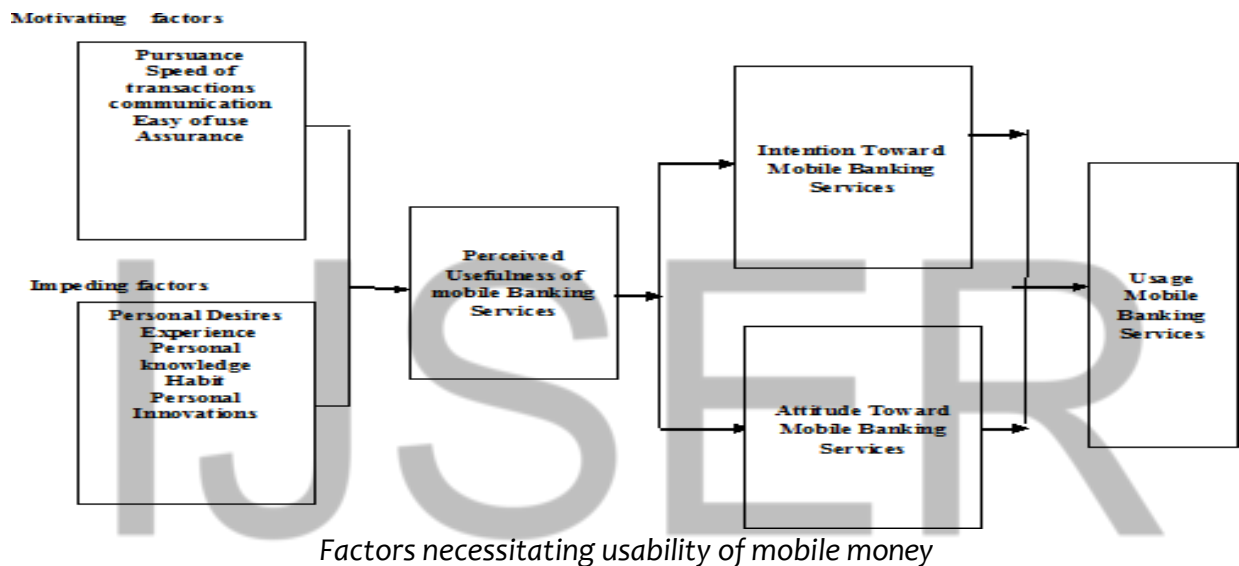 Motivating factors
Pursuance
Speed of
transactions
communication
Easy of use
Assurance
Impeding factors
Personal Desires
Experience
Personal
knowledge
Habit
Personal
Innovations
Perceived
Usefulness of
mobile Banking
Services
Intention Toward
Mobile Banking
Services
Attitude Toward
Mobile Banking
Services
Usage
Mobile
Banking
Services
IJSER
Factors necessitating usability of mobile money